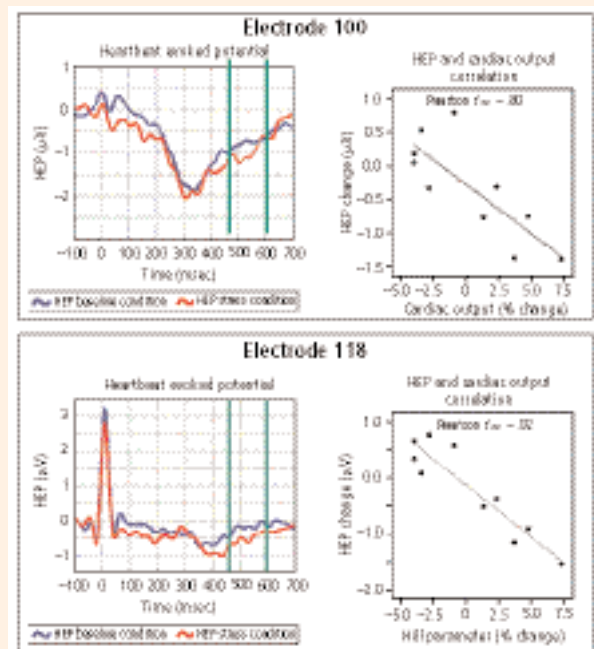 Electrode 100
Heartbeat evoked potential
HEP (µV)
1
0
−1
−2
−100 0 100 200 300 400 500 600 700
Time (msec)
HEP baseline condition HEP stress condition
HEP and cardiac output
correlation
Pearson
HEP change (µV)
1.0
0.5
0.0
−0.5
−1.0
−1.5
−5.0 −2.5 0 2.5 5.0 7.5
Cardiac output (% change)
Electrode 118
Heartbeat evoked potential
HEP (µV)
3
2
1
0
−1
−100 0 100 200 300 400 500 600 700
Time (msec)
HEP baseline condition HEP stress condition
HEP and cardiac output
correlation
Pearson
HEP change (µV)
1.0
0.0
−1.0
−2.0
−5.0 −2.5 0 2.5 5.0 7.5
parameter (% change)